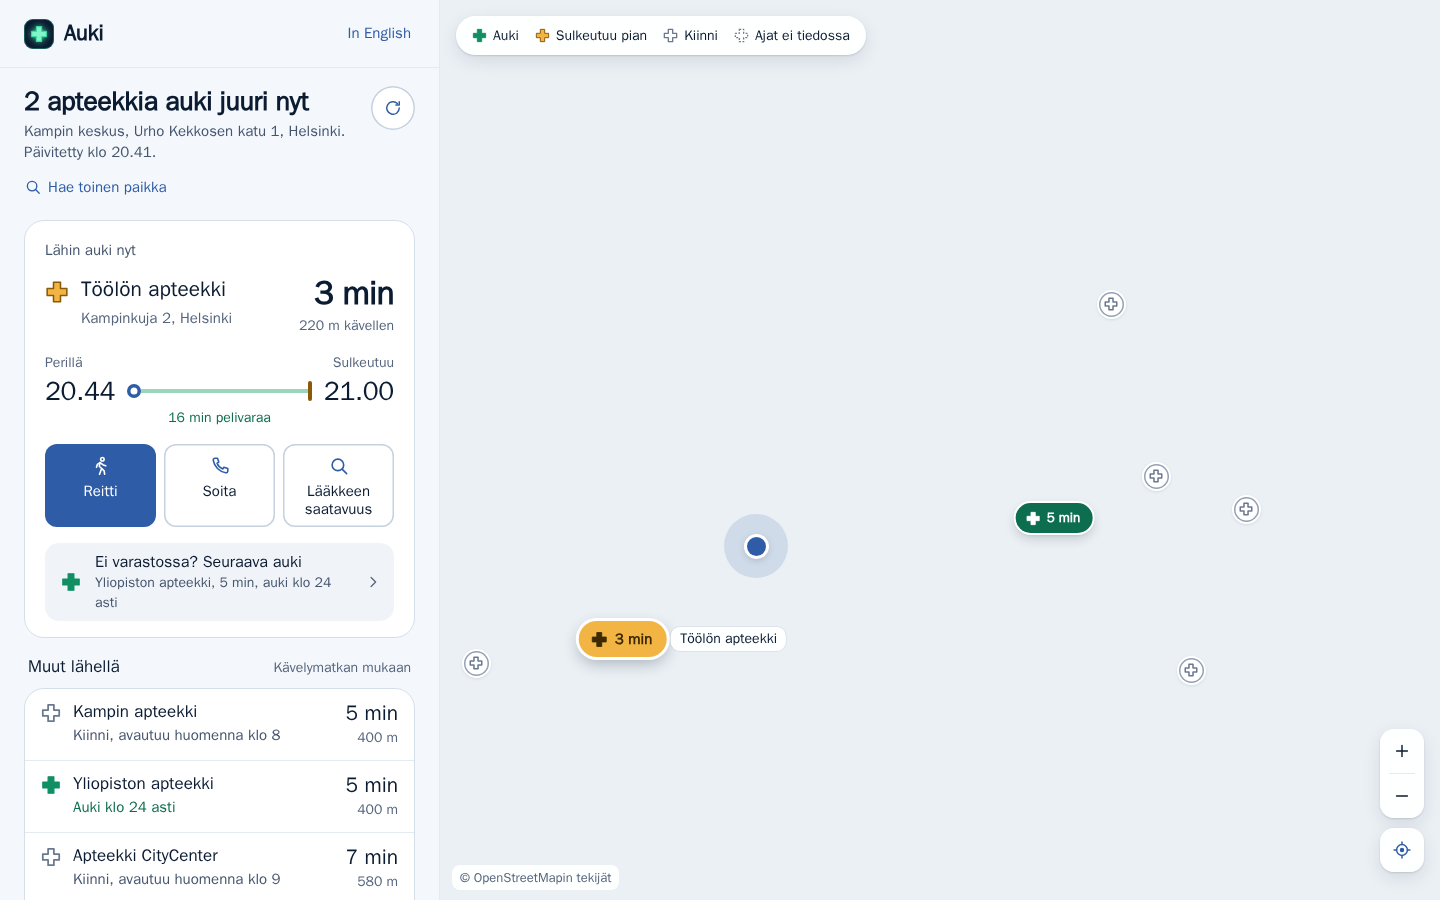 Auki
In English
2 apteekkia auki juuri nyt
Kampin keskus, Urho Kekkosen katu 1, Helsinki.
Päivitetty klo 20.41.
Hae toinen paikka
Lähin auki nyt
Töölön apteekki
3 min
Kampinkuja 2, Helsinki
220 m kävellen
Perillä
Sulkeutuu
20.44
21.00
16 min pelivaraa
Reitti
Soita
Lääkkeen
saatavuus
Ei varastossa? Seuraava auki
Yliopiston apteekki, 5 min, auki klo 24
asti
Muut lähellä
Kävelymatkan mukaan
Kampin apteekki
5 min
Kiinni, avautuu huomenna klo 8
400 m
Yliopiston apteekki
5 min
Auki klo 24 asti
400 m
Apteekki CityCenter
7 min
Kiinni, avautuu huomenna klo 9
580 m
Auki
Sulkeutuu pian
Kiinni
Ajat ei tiedossa
5 min
3 min
Töölön apteekki
© OpenStreetMapin tekijät